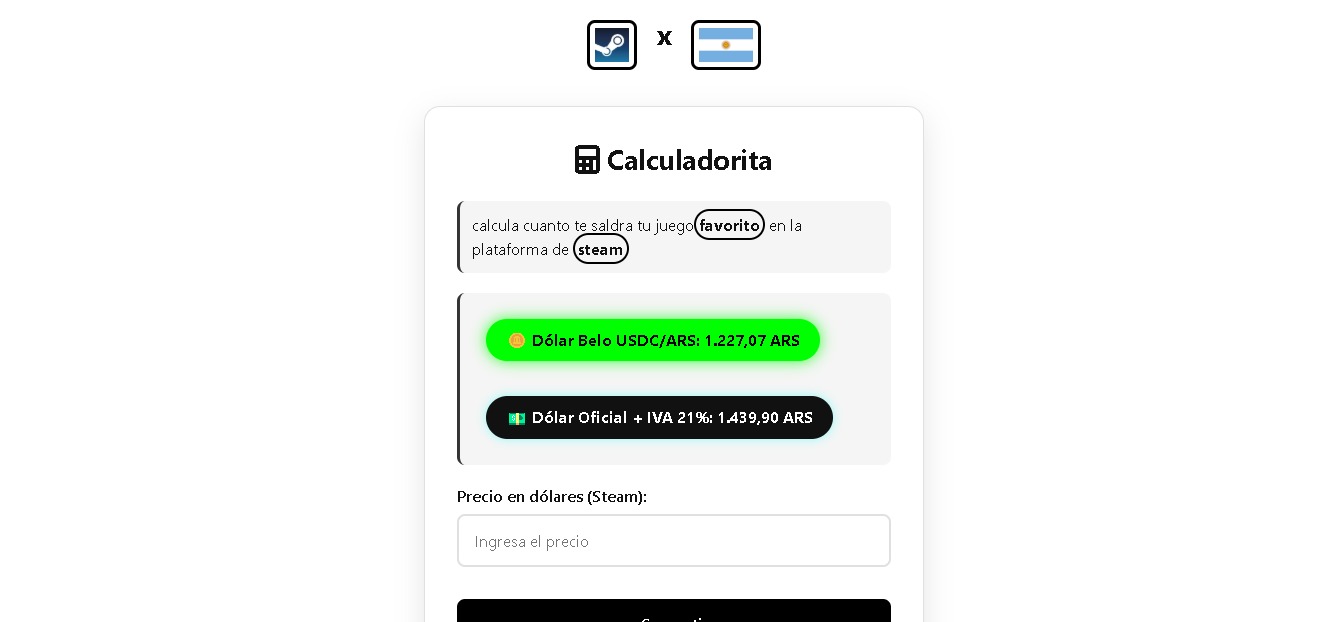 x
Calculadorita
calcula cuanto te saldra tu juego favorito en la
plataforma de steam
Dólar Belo USDC/ARS: 1.227,07 ARS
Dólar Oficial + IVA 21%: 1.439,90 ARS
Precio en dólares (Steam):
Ingresa el precio